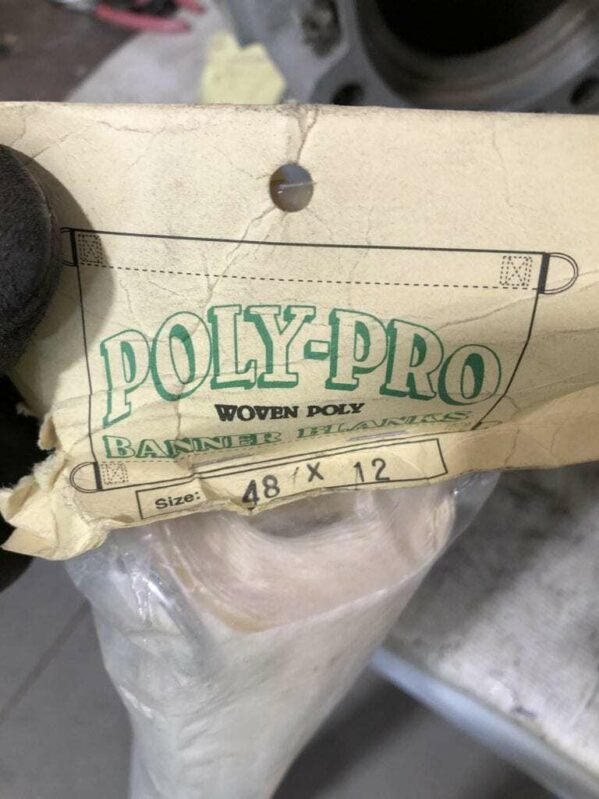 POLY-PRO
WOVEN POLY
BANNER BLANKS
Size: 48 X 12